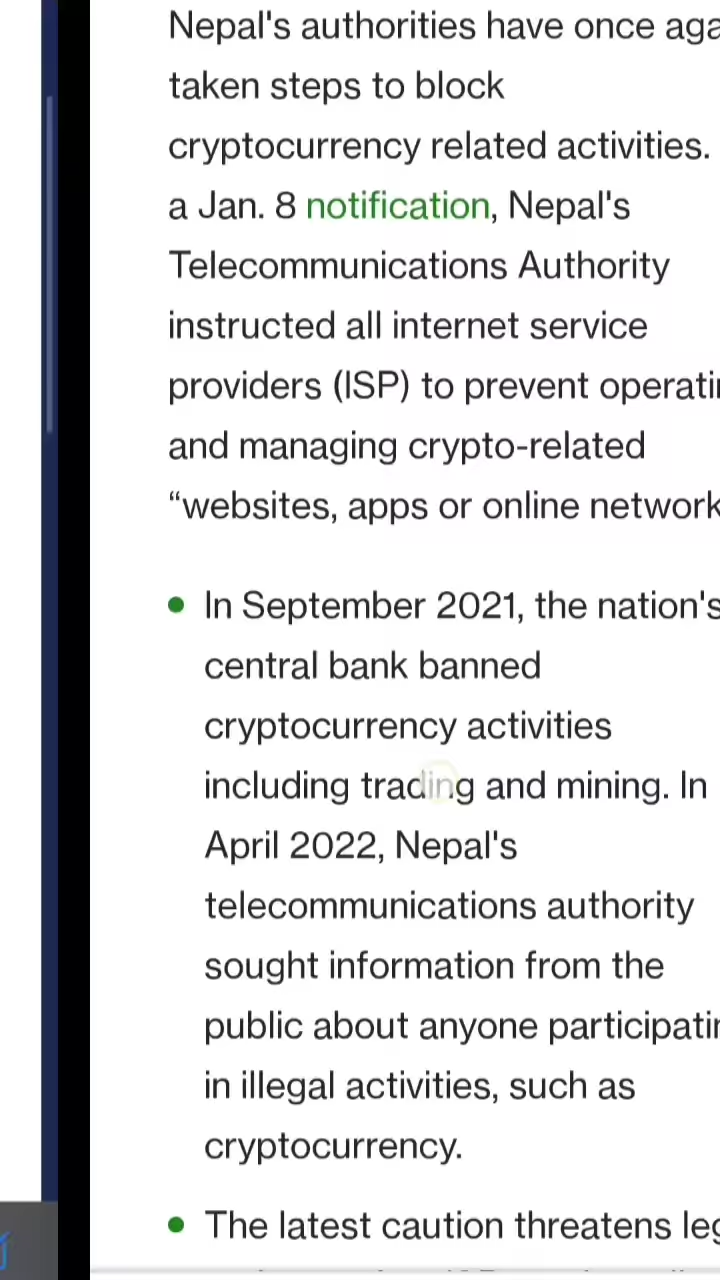 Nepal's authorities have once aga
taken steps to block
cryptocurrency related activities.
a Jan. 8 notification, Nepal's
Telecommunications Authority
instructed all internet service
providers (ISP) to prevent operati
and managing crypto-related
“websites, apps or online network
In September 2021, the nation's
central bank banned
cryptocurrency activities
including trading and mining. In
April 2022, Nepal's
telecommunications authority
sought information from the
public about anyone participati
in illegal activities, such as
cryptocurrency.
The latest caution threatens leg